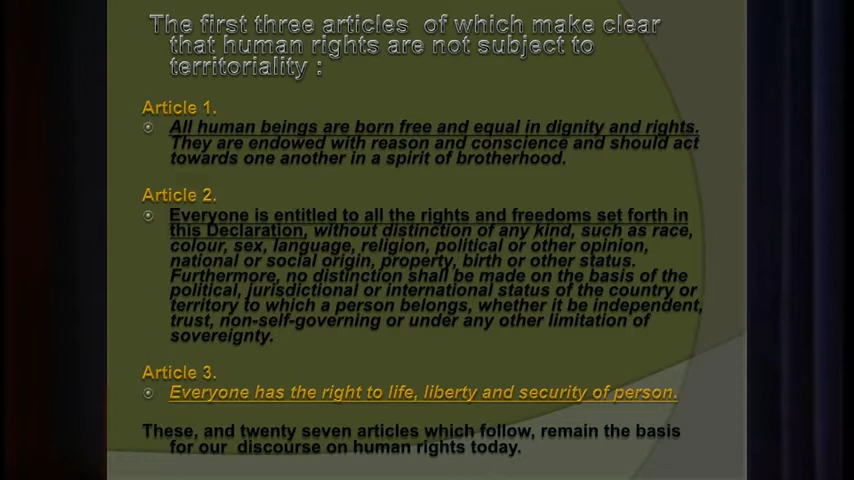 The first three articles of which make clear
that human rights are not subject to
territoriality :
Article 1.
All human beings are born free and equal in dignity and rights.
They are endowed with reason and conscience and should act
towards one another in a spirit of brotherhood.
Article 2.
Everyone is entitled to all the rights and freedoms set forth in
this Declaration, without distinction of any kind, such as race,
colour, sex, language, religion, political or other opinion,
national or social origin, property, birth or other status.
Furthermore, no distinction shall be made on the basis of the
political, jurisdictional or international status of the country or
territory to which a person belongs, whether it be independent,
trust, non-self-governing or under any other limitation of
sovereignty.
Article 3.
Everyone has the right to life, liberty and security of person.
These, and twenty seven articles which follow, remain the basis
for our discourse on human rights today.